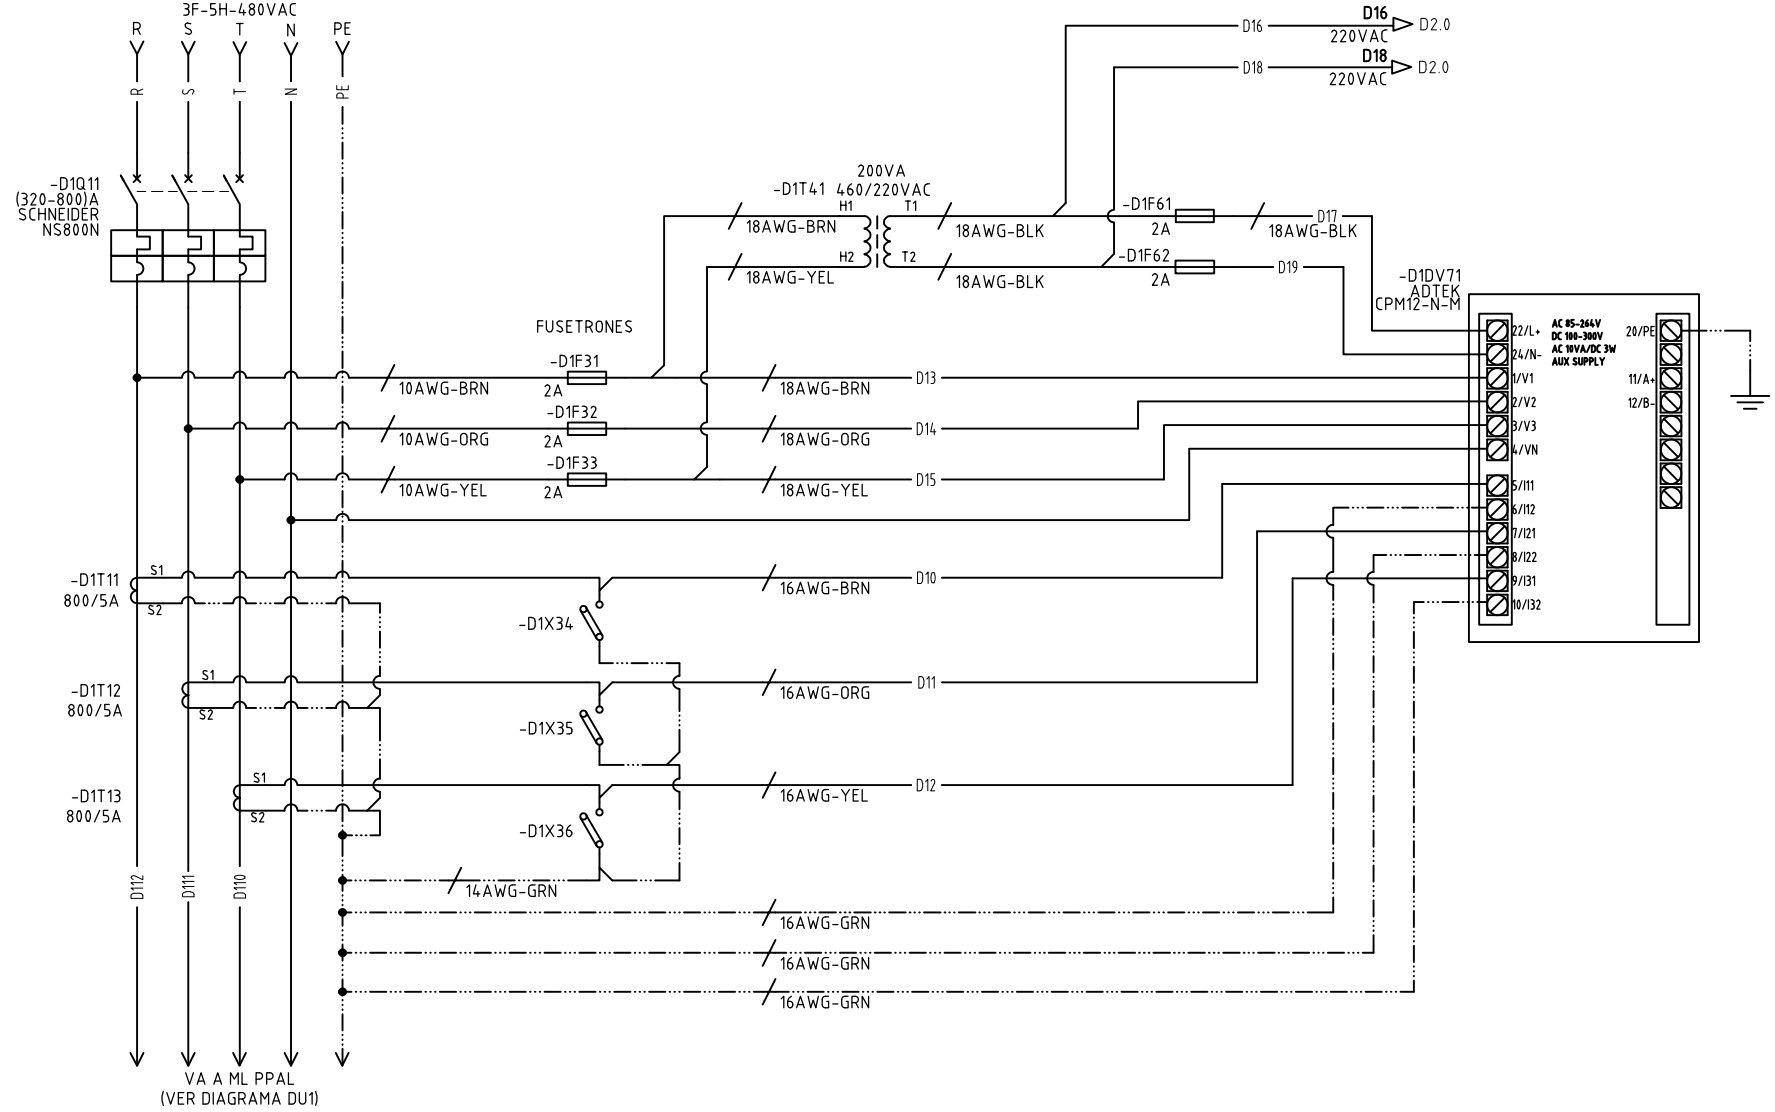 3F-5H-480VAC
R S T N PE
R S T N PE
D16
D16
220VAC
D2.0
D18
D18
220VAC
D2.0
-D1Q11
(320-800)A
SCHNEIDER
NS800N
200VA
-D1T41 460/220VAC
H1 T1
18AWG-BRN
18AWG-BLK
-D1F61
2A
D17
18AWG-BLK
H2 T2
18AWG-YEL
18AWG-BLK
-D1F62
2A
D19
-D1DV71
ADTEK
CPM12-N-M
FUSETRONES
-D1F31
10AWG-BRN
2A
18AWG-BRN
D13
-D1F32
10AWG-ORG
2A
18AWG-ORG
D14
-D1F33
10AWG-YEL
2A
18AWG-YEL
D15
22/L+
24/N-
1/V1
2/V2
3/V3
4/VN
5/I11
6/I12
7/I21
8/I22
9/I31
10/I32
AC 85-264V
DC 100-300V
AC 10VA/DC 3W
AUX SUPPLY
20/PE
11/A+
12/B-
-D1T11
800/5A
S1
S2
-D1X34
16AWG-BRN
D10
-D1T12
800/5A
S1
S2
-D1X35
16AWG-ORG
D11
-D1T13
800/5A
S1
S2
-D1X36
16AWG-YEL
D12
D112 D111 D110
14AWG-GRN
16AWG-GRN
16AWG-GRN
16AWG-GRN
VA A ML PPAL
(VER DIAGRAMA DU1)